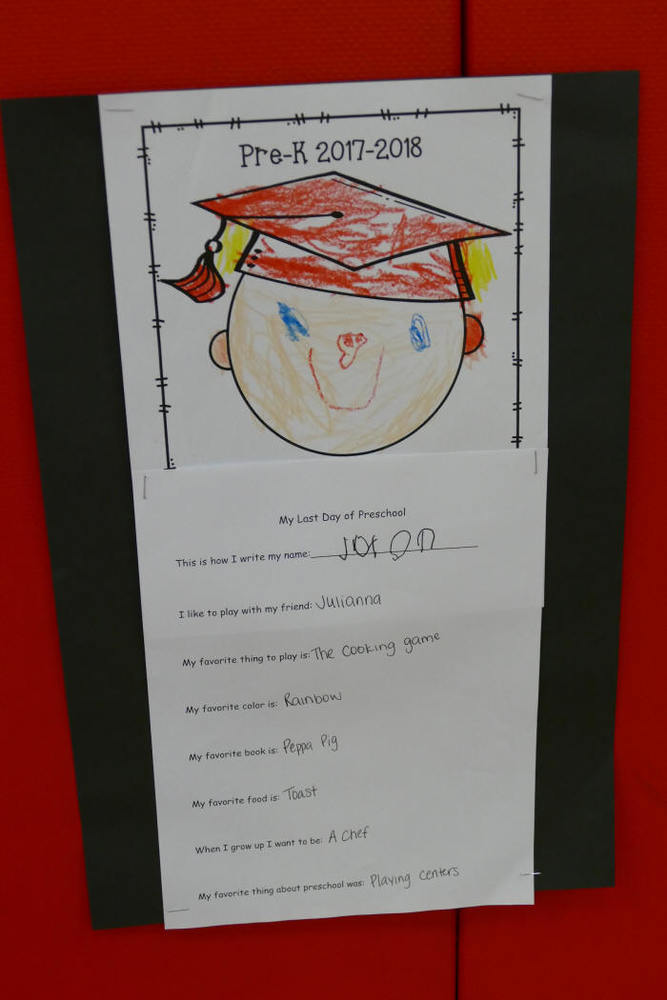 Pre-K 2017-2018
My Last Day of Preschool
This is how I write my name:
I like to play with my friend: Julianna
My favorite thing to play is: The cooking game
My favorite color is: Rainbow
My favorite book is: Peppa Pig
My favorite food is: Toast
When I grow up I want to be: A chef
My favorite thing about preschool was: Playing centers